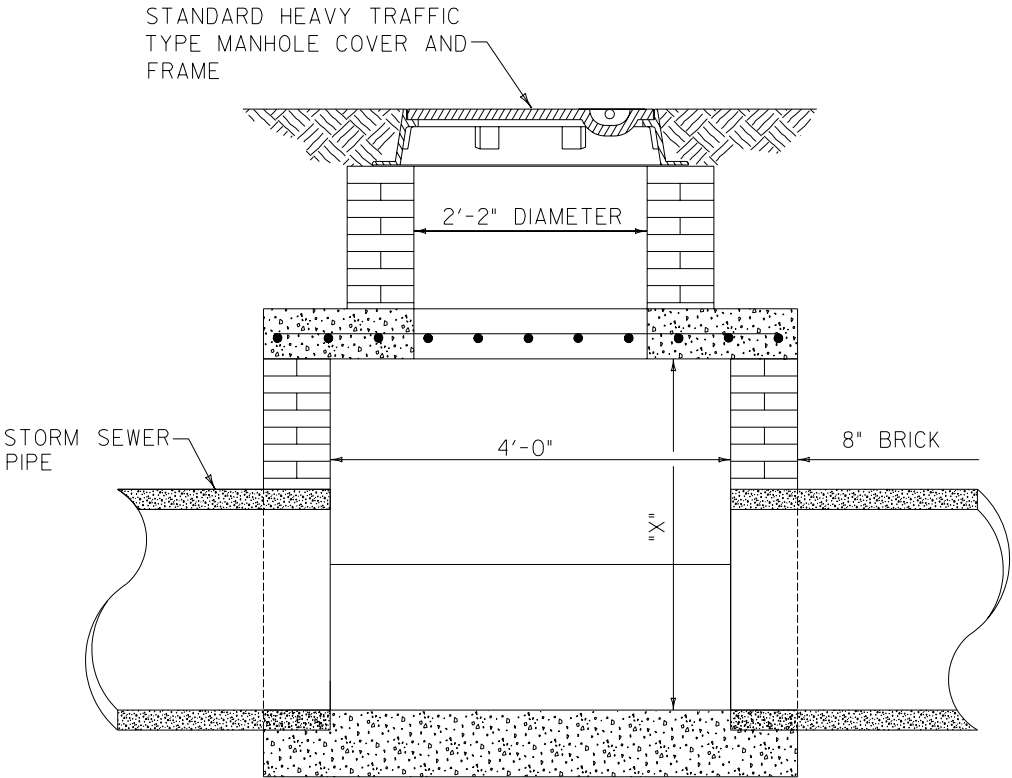 STANDARD HEAVY TRAFFIC
TYPE MANHOLE COVER AND
FRAME
2'-2" DIAMETER
STORM SEWER
PIPE
4'-0"
8" BRICK
"X"